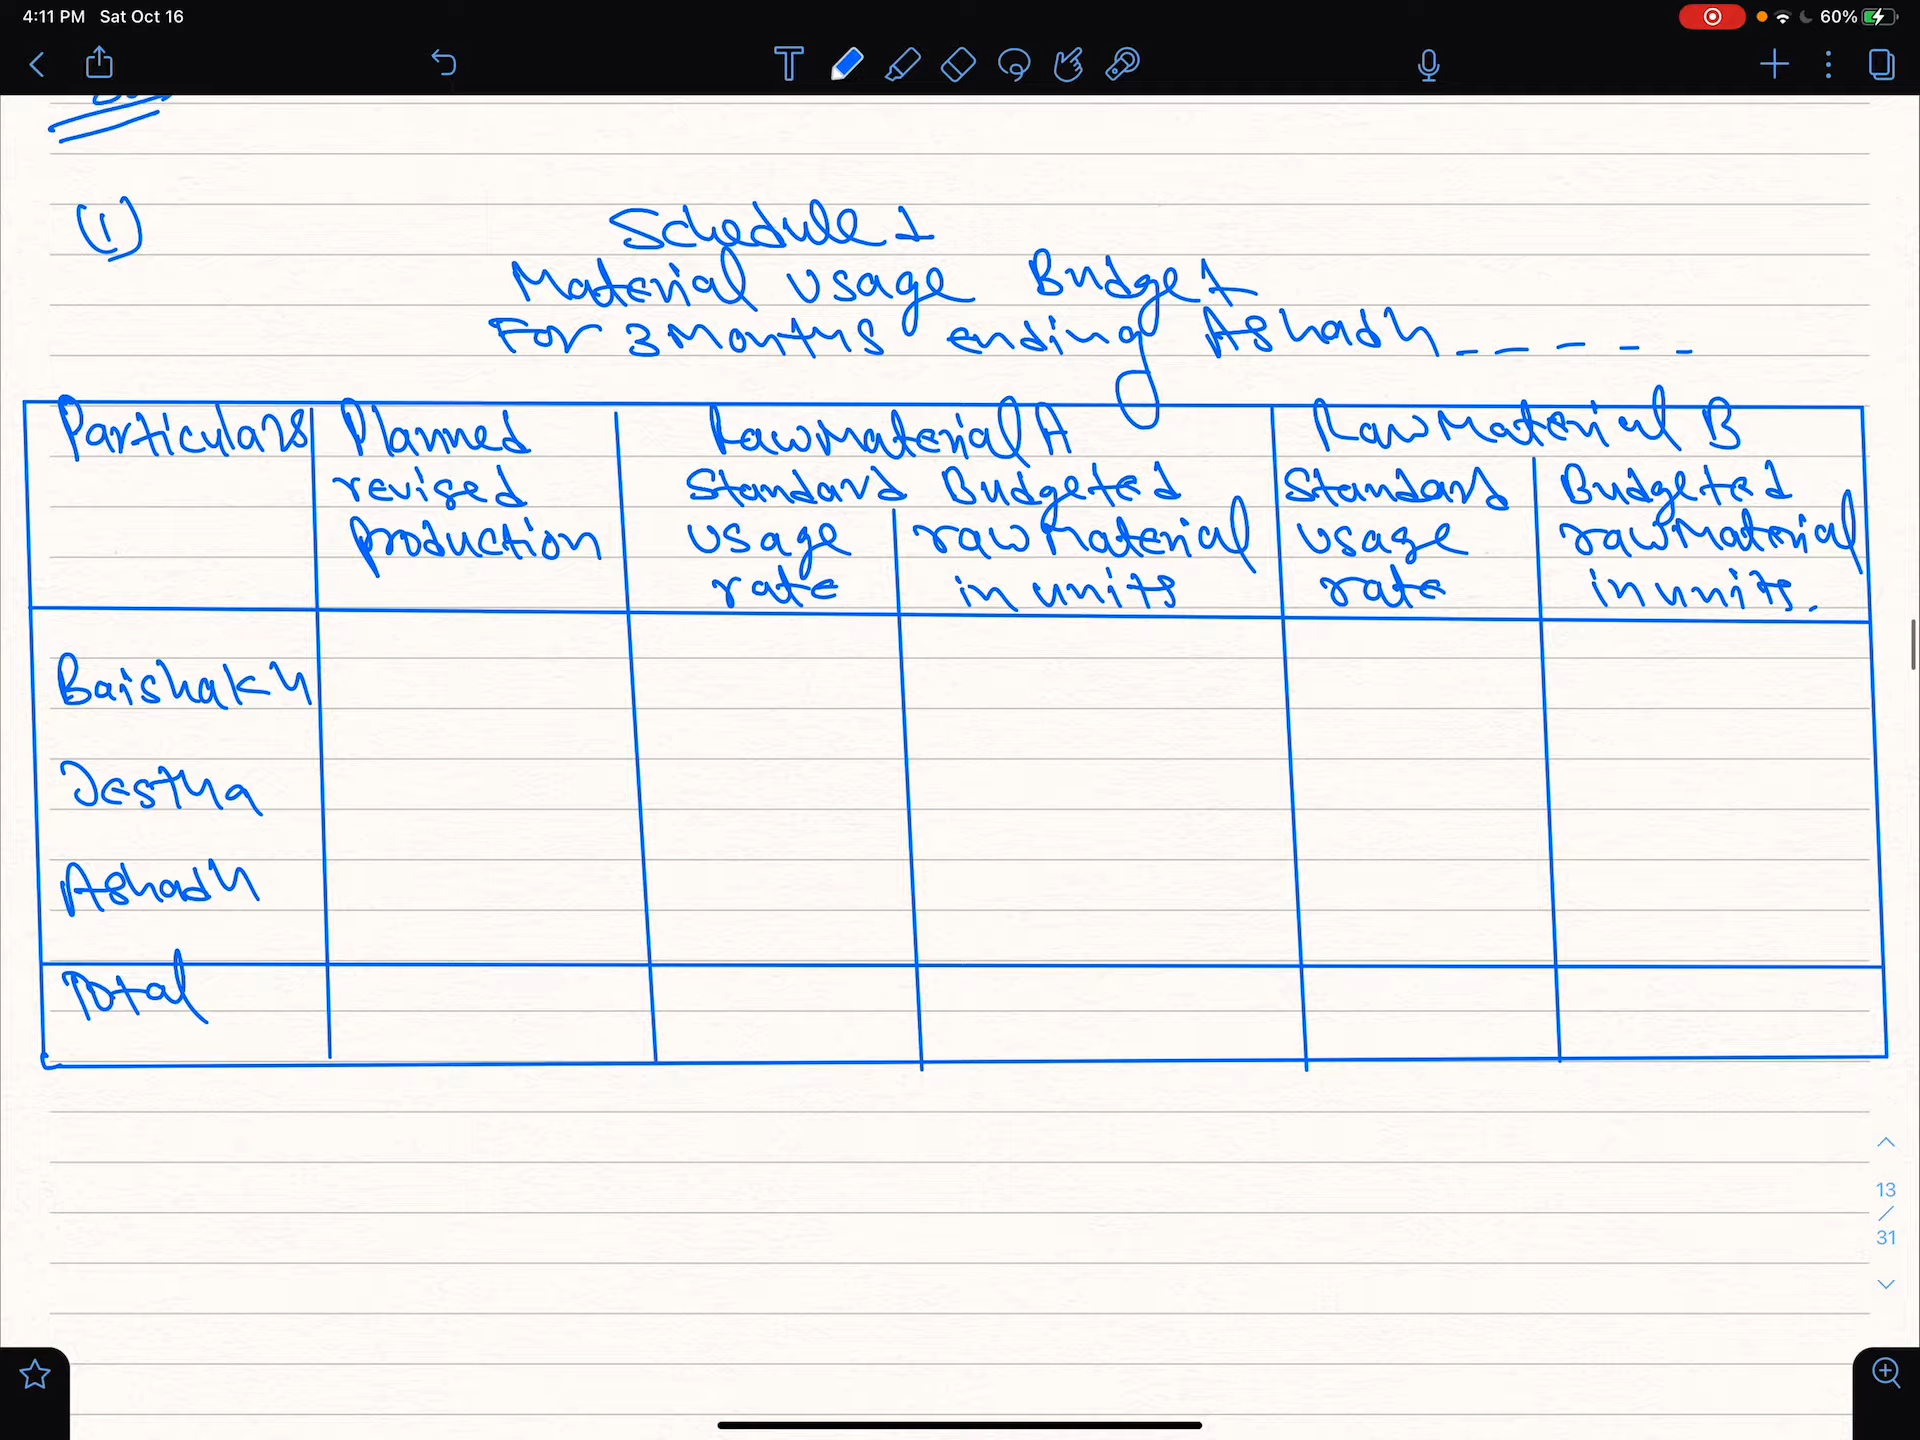 4:11 PM Sat Oct 16
60%
(1)
Schedule 1
Material Usage Budget
For 3 Months ending Ashadh -----
Particulars Planned revised production
Raw Material A
Standard usage rate
Budgeted raw Material in units
Raw Material B
Standard usage rate
Budgeted raw Material in units.
Baishakh
Jestha
Ashadh
Total
13
/
31